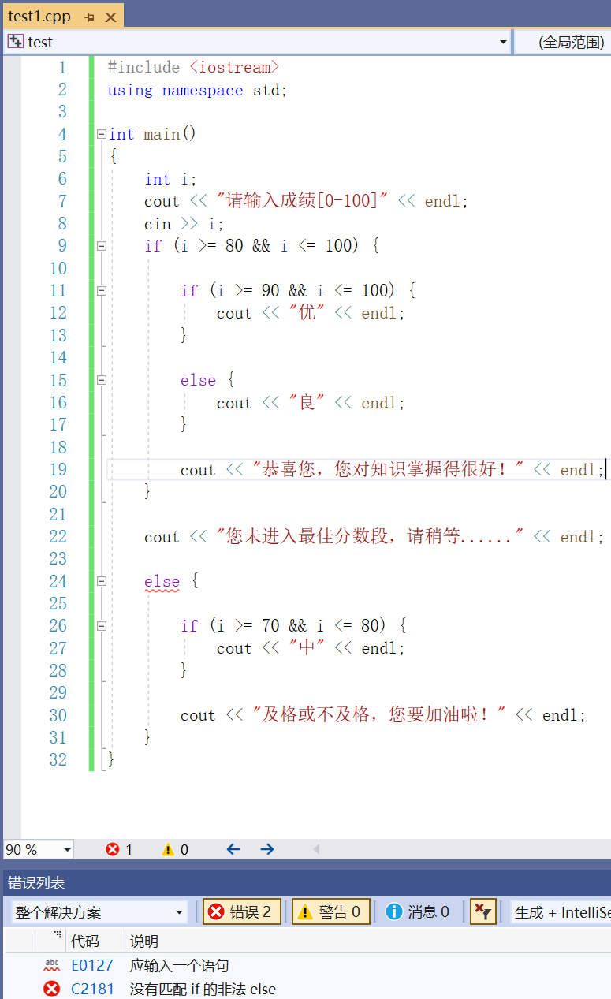 test1.cpp
test (全局范围)
1 #include <iostream>
2 using namespace std;
3
4 int main()
5 {
6 int i;
7 cout << "请输入成绩[0-100]" << endl;
8 cin >> i;
9 if (i >= 80 && i <= 100) {
10
11 if (i >= 90 && i <= 100) {
12 cout << "优" << endl;
13 }
14
15 else {
16 cout << "良" << endl;
17 }
18
19 cout << "恭喜您，您对知识掌握得很好！" << endl;
20 }
21
22 cout << "您未进入最佳分数段，请稍等......" << endl;
23
24 else {
25
26 if (i >= 70 && i <= 80) {
27 cout << "中" << endl;
28 }
29
30 cout << "及格或不及格，您要加油啦！" << endl;
31 }
32 }
90 % 1 0
错误列表
整个解决方案 错误 2 警告 0 消息 0 生成 + IntelliSe
代码 说明
abc E0127 应输入一个语句
C2181 没有匹配 if 的非法 else